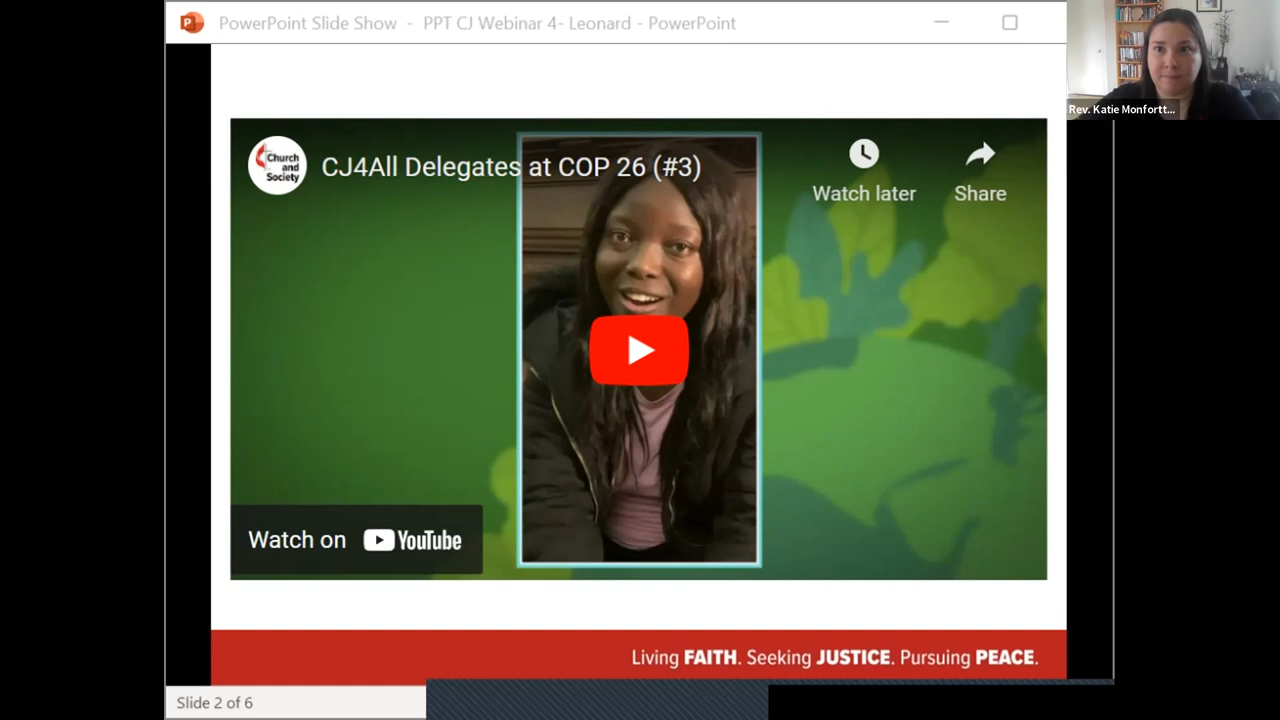 PowerPoint Slide Show - PPT CJ Webinar 4- Leonard - PowerPoint
Rev. Katie Monfortt...
Church
and
Society
CJ4All Delegates at COP 26 (#3)
Watch later
Share
Watch on YouTube
Living FAITH. Seeking JUSTICE. Pursuing PEACE.
Slide 2 of 6